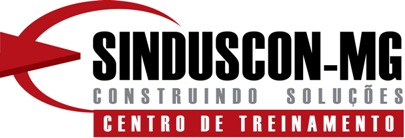 SINDUSCON-MG
CONSTRUINDO SOLUÇÕES
CENTRO DE TREINAMENTO